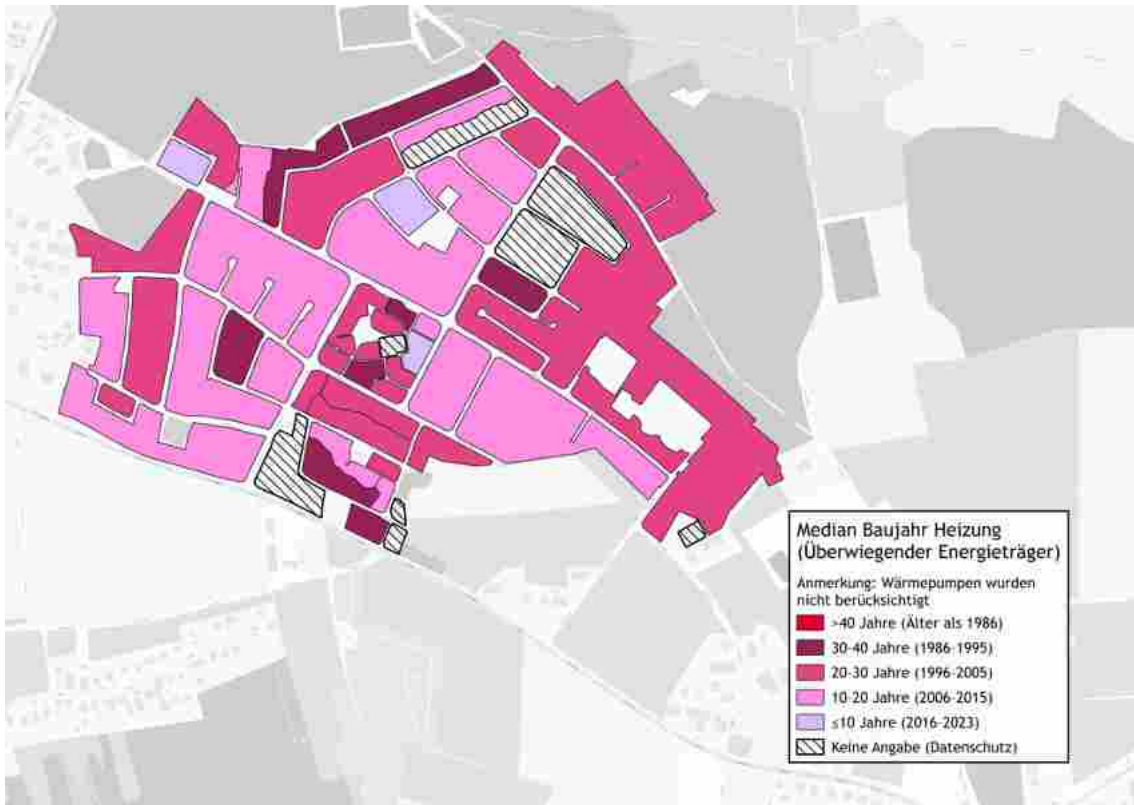 Median Baujahr Heizung
(Überwiegender Energieträger)
Anmerkung: Wärmepumpen wurden
nicht berücksichtigt
>40 Jahre (Älter als 1986)
30-40 Jahre (1986-1995)
20-30 Jahre (1996-2005)
10-20 Jahre (2006-2015)
≤10 Jahre (2016-2023)
Keine Angabe (Datenschutz)